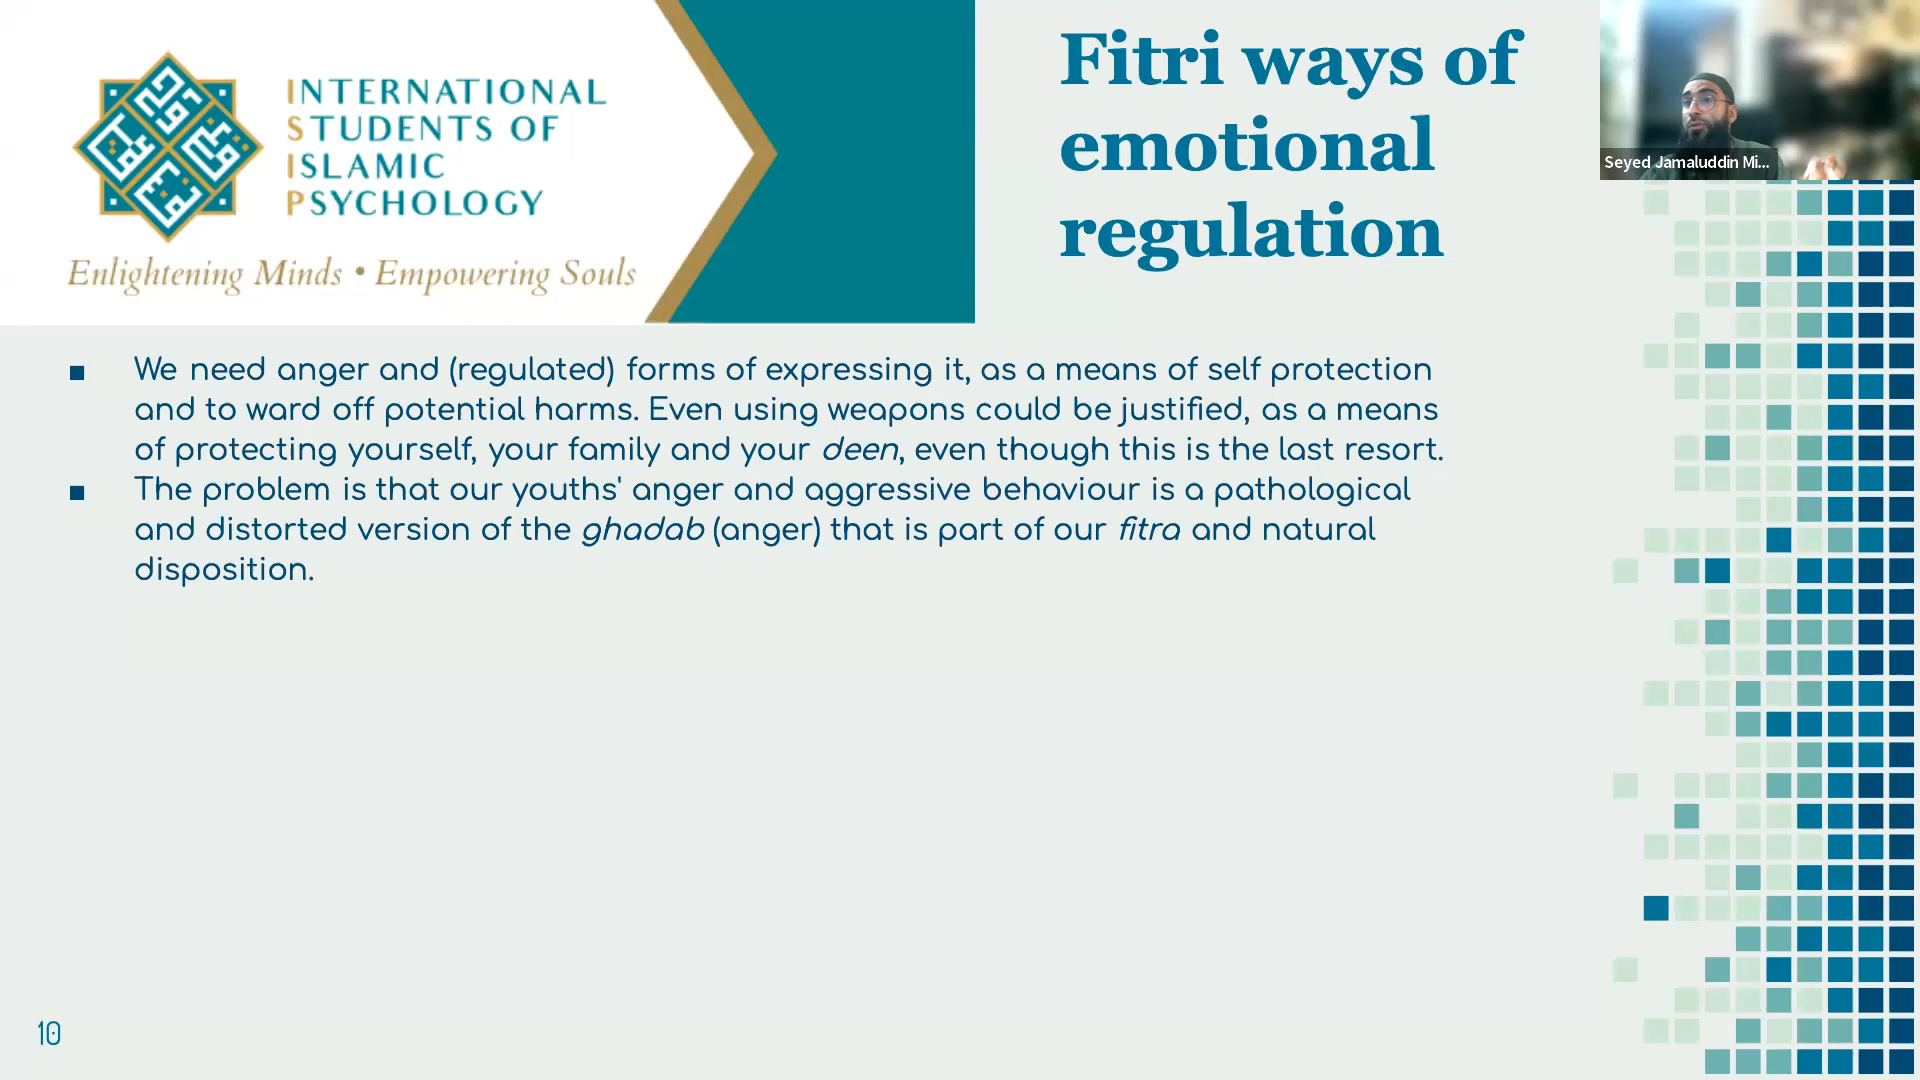 INTERNATIONAL
STUDENTS OF
ISLAMIC
PSYCHOLOGY
Enlightening Minds • Empowering Souls
Fitri ways of
emotional
regulation
Seyed Jamaluddin Mi...
■ We need anger and (regulated) forms of expressing it, as a means of self protection
and to ward off potential harms. Even using weapons could be justified, as a means
of protecting yourself, your family and your deen, even though this is the last resort.
■ The problem is that our youths' anger and aggressive behaviour is a pathological
and distorted version of the ghadab (anger) that is part of our fitra and natural
disposition.
10